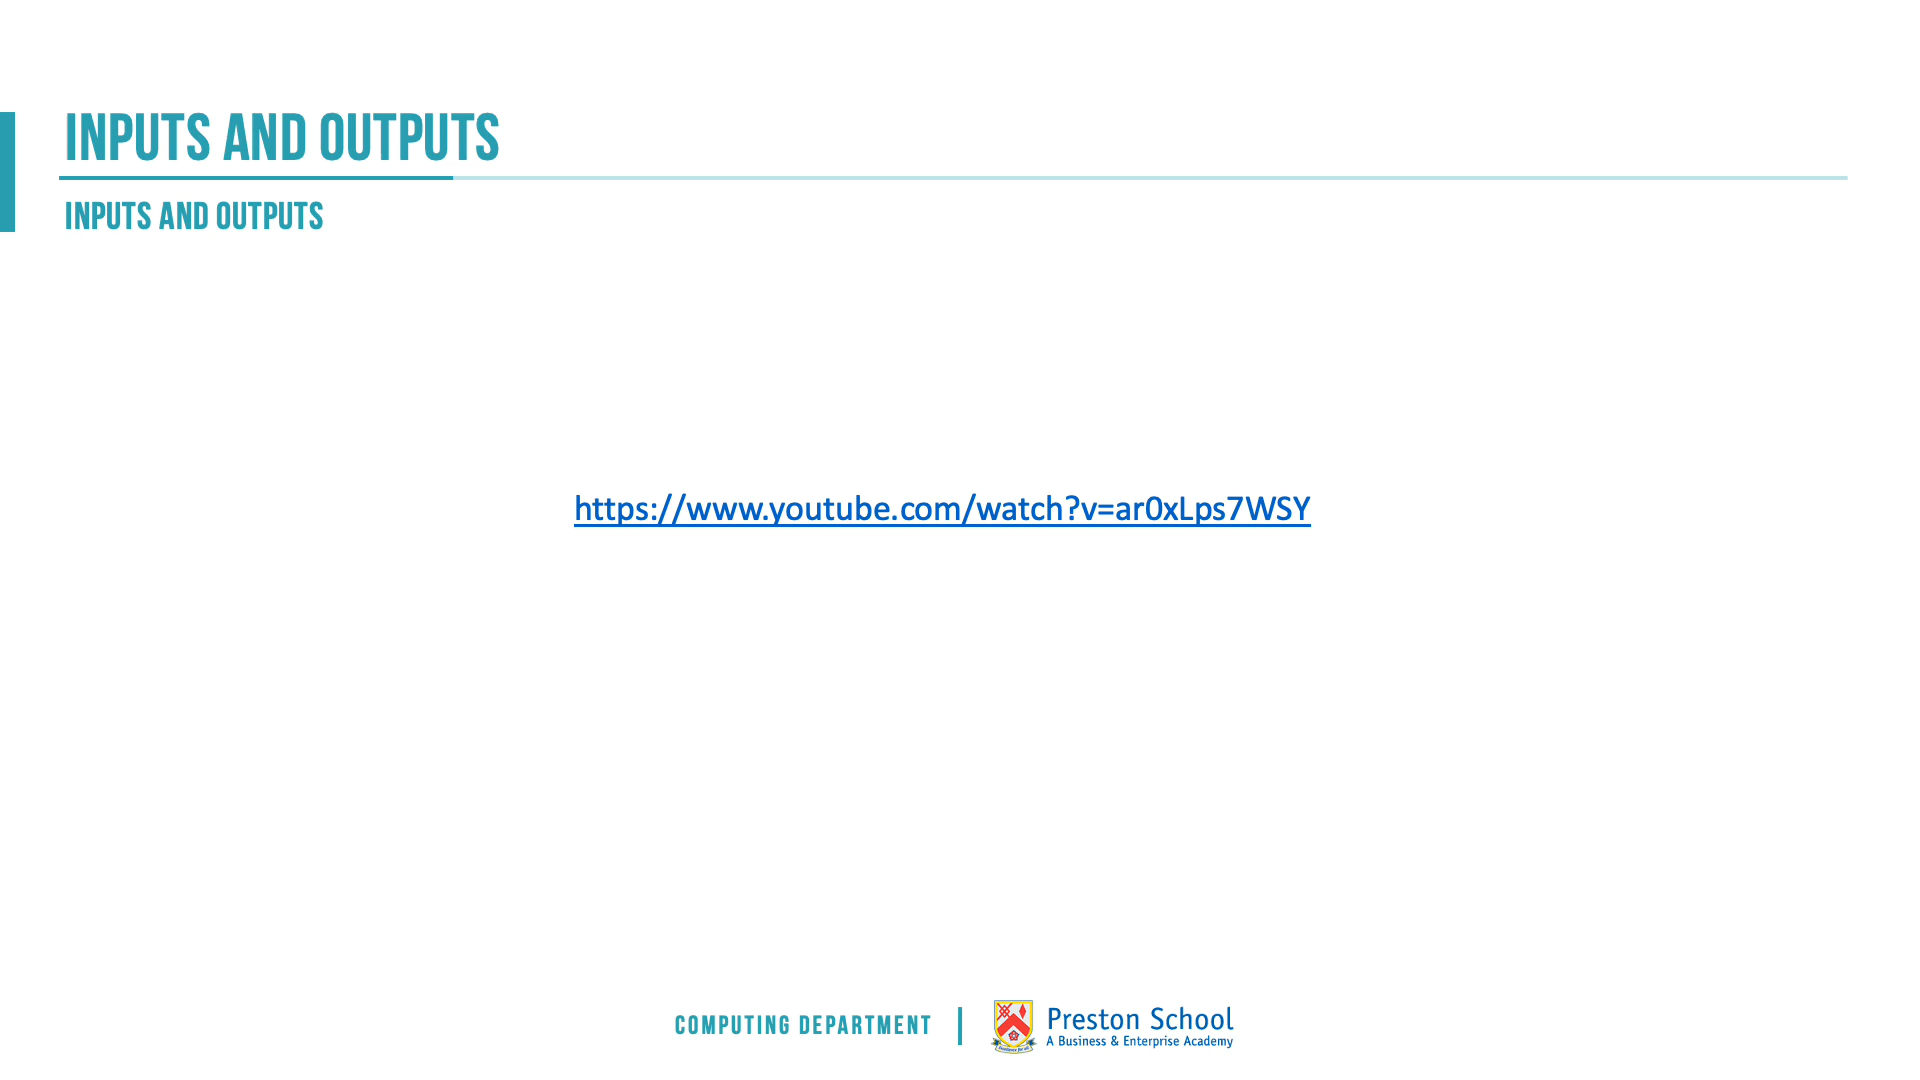 INPUTS AND OUTPUTS
INPUTS AND OUTPUTS
https://www.youtube.com/watch?v=ar0xLps7WSY
COMPUTING DEPARTMENT
Preston School
A Business & Enterprise Academy